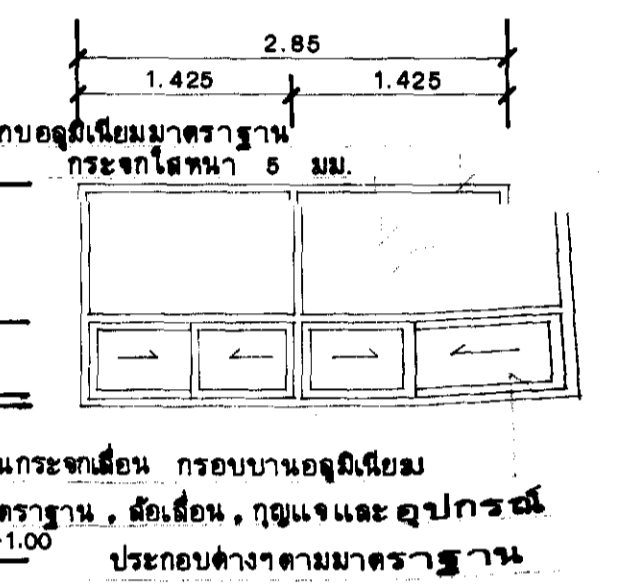 2.85
1.425 1.425
กบอลูมิเนียมมาตราฐาน
กระจกใสหนา 5 มม.
นกระจกเลื่อน กรอบบานอลูมิเนียม
ตราฐาน , ล้อเลื่อน , กุญแจและอุปกรณ์
1.00
ประกอบต่างๆตามมาตราฐาน